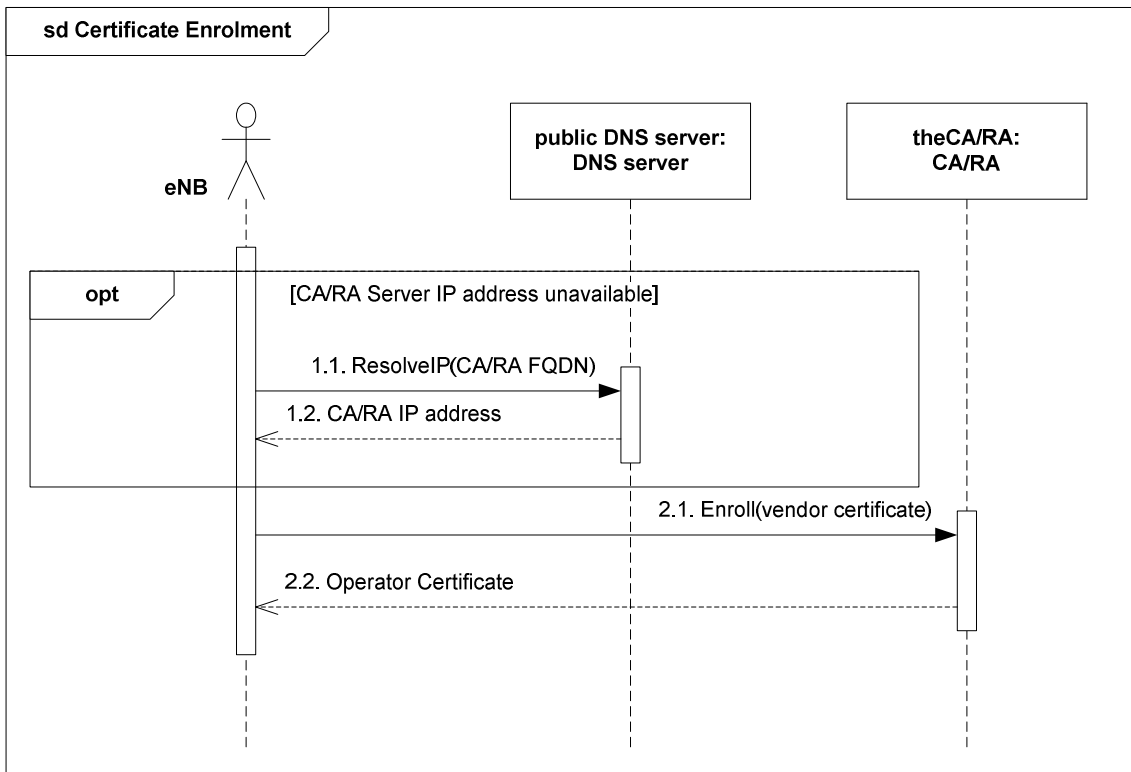 sd Certificate Enrolment
eNB
public DNS server:
DNS server
theCA/RA:
CA/RA
opt
[CA/RA Server IP address unavailable]
1.1. ResolveIP(CA/RA FQDN)
1.2. CA/RA IP address
2.1. Enroll(vendor certificate)
2.2. Operator Certificate